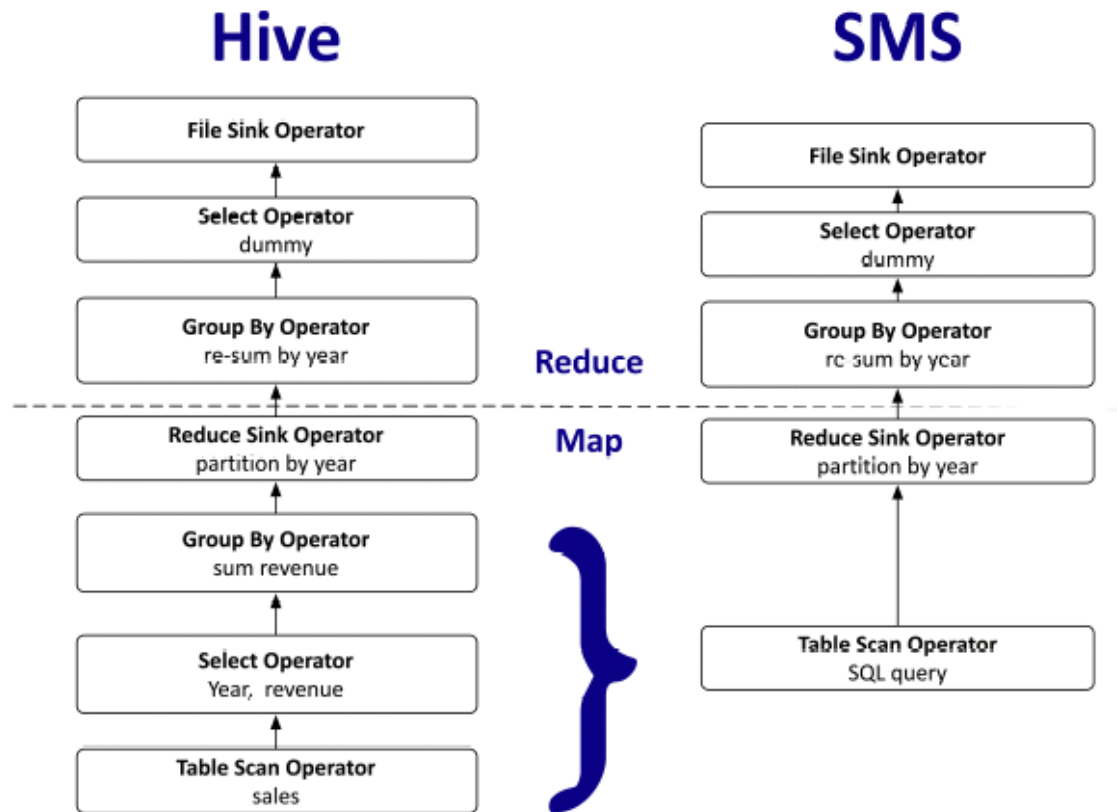 Hive
SMS
File Sink Operator
Select Operator
dummy
Group By Operator
re-sum by year
Reduce Sink Operator
partition by year
Group By Operator
sum revenue
Select Operator
Year, revenue
Table Scan Operator
sales
Reduce
Map
File Sink Operator
Select Operator
dummy
Group By Operator
re-sum by year
Reduce Sink Operator
partition by year
Table Scan Operator
SQL query